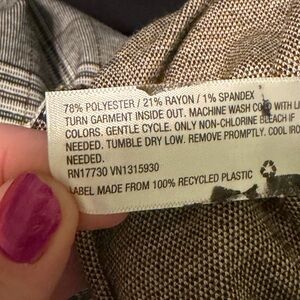 78% POLYESTER / 21% RAYON / 1% SPANDEX
TURN GARMENT INSIDE OUT. MACHINE WASH COLD WITH
COLORS. GENTLE CYCLE. ONLY NON-CHLORINE BLEACH IF
NEEDED. TUMBLE DRY LOW. REMOVE PROMPTLY. COOL IRON
NEEDED.
RN17730 VN1315930
LABEL MADE FROM 100% RECYCLED PLASTIC